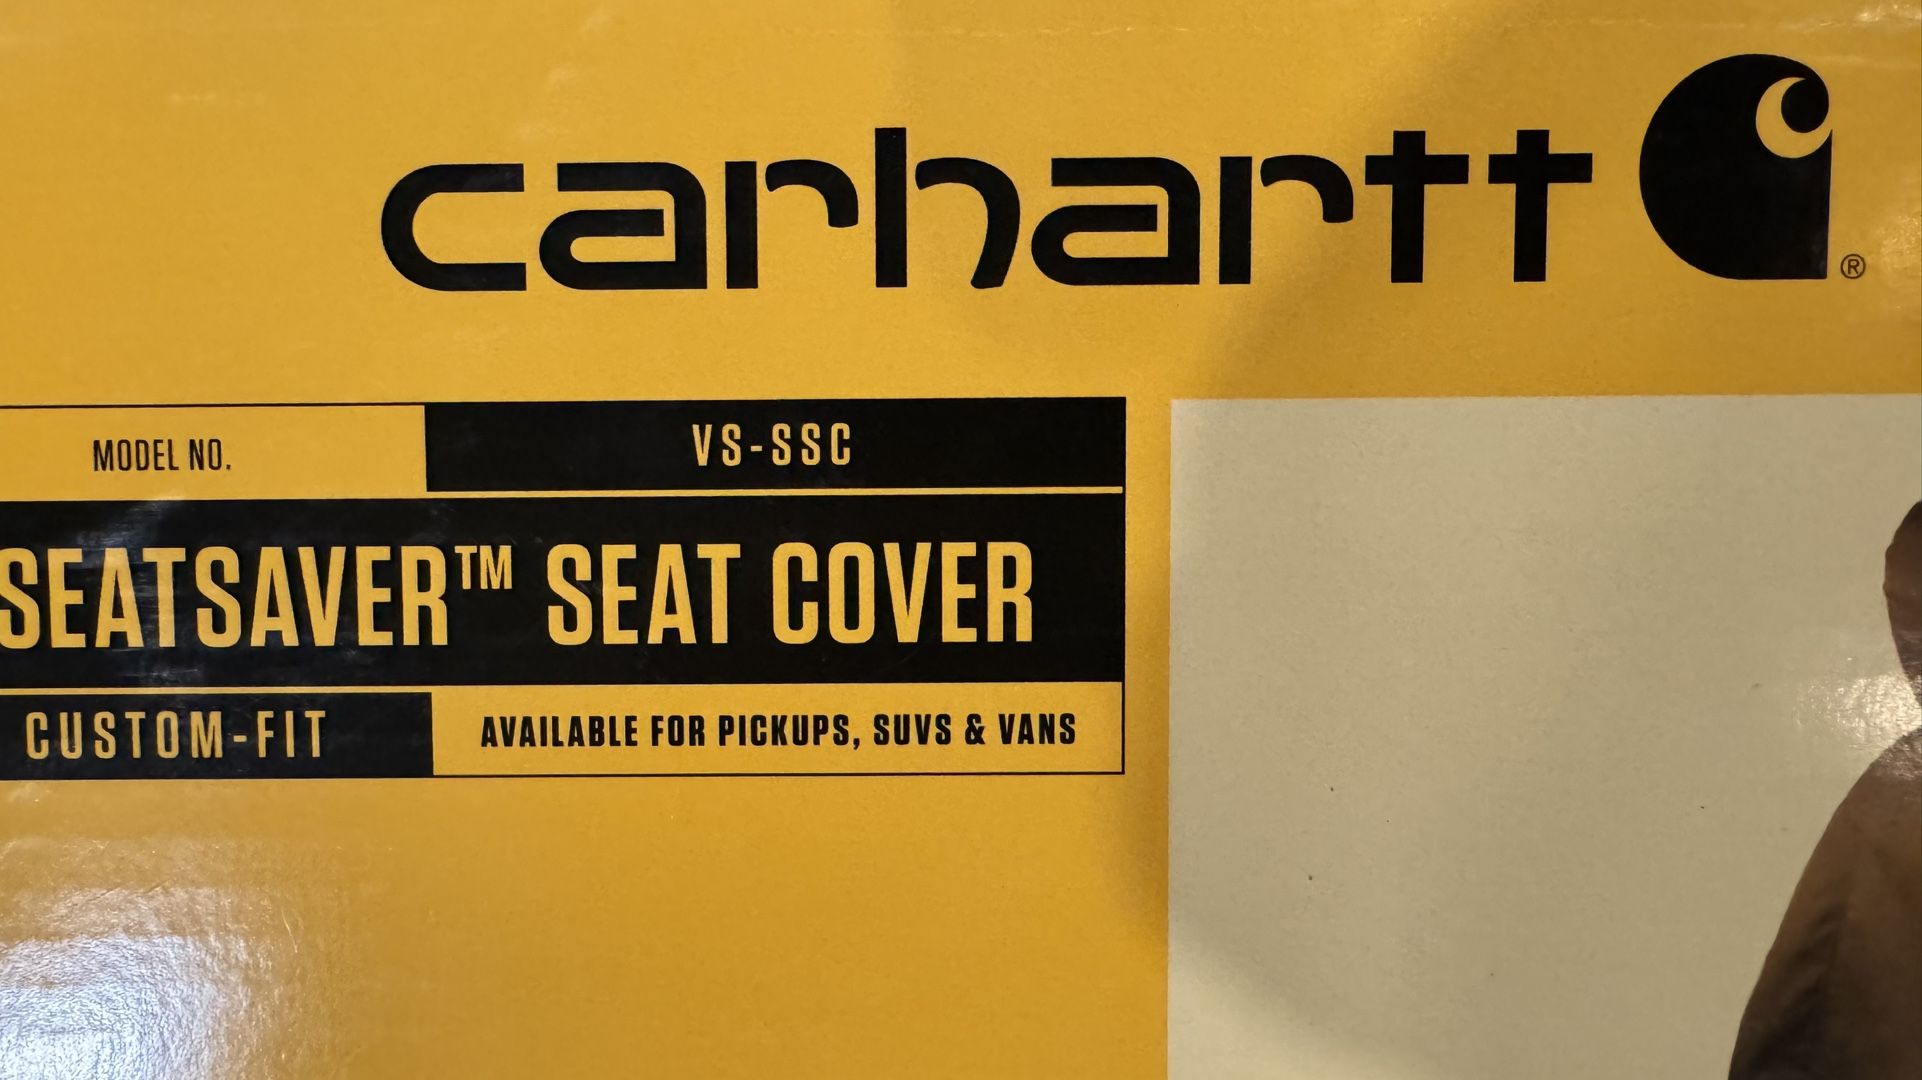 carhartt ®
MODEL NO. VS-SSC
SEATSAVER™ SEAT COVER
CUSTOM-FIT AVAILABLE FOR PICKUPS, SUVS & VANS